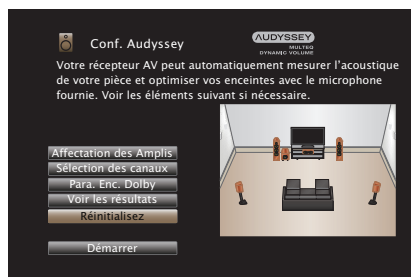 Conf. Audyssey
AUDYSSEY
MULTEQ
DYNAMIC VOLUME
Votre récepteur AV peut automatiquement mesurer l'acoustique
de votre pièce et optimiser vos enceintes avec le microphone
fournie. Voir les éléments suivant si nécessaire.
Affectation des Amplis
Sélection des canaux
Para. Enc. Dolby
Voir les résultats
Réinitialisez
Démarrer